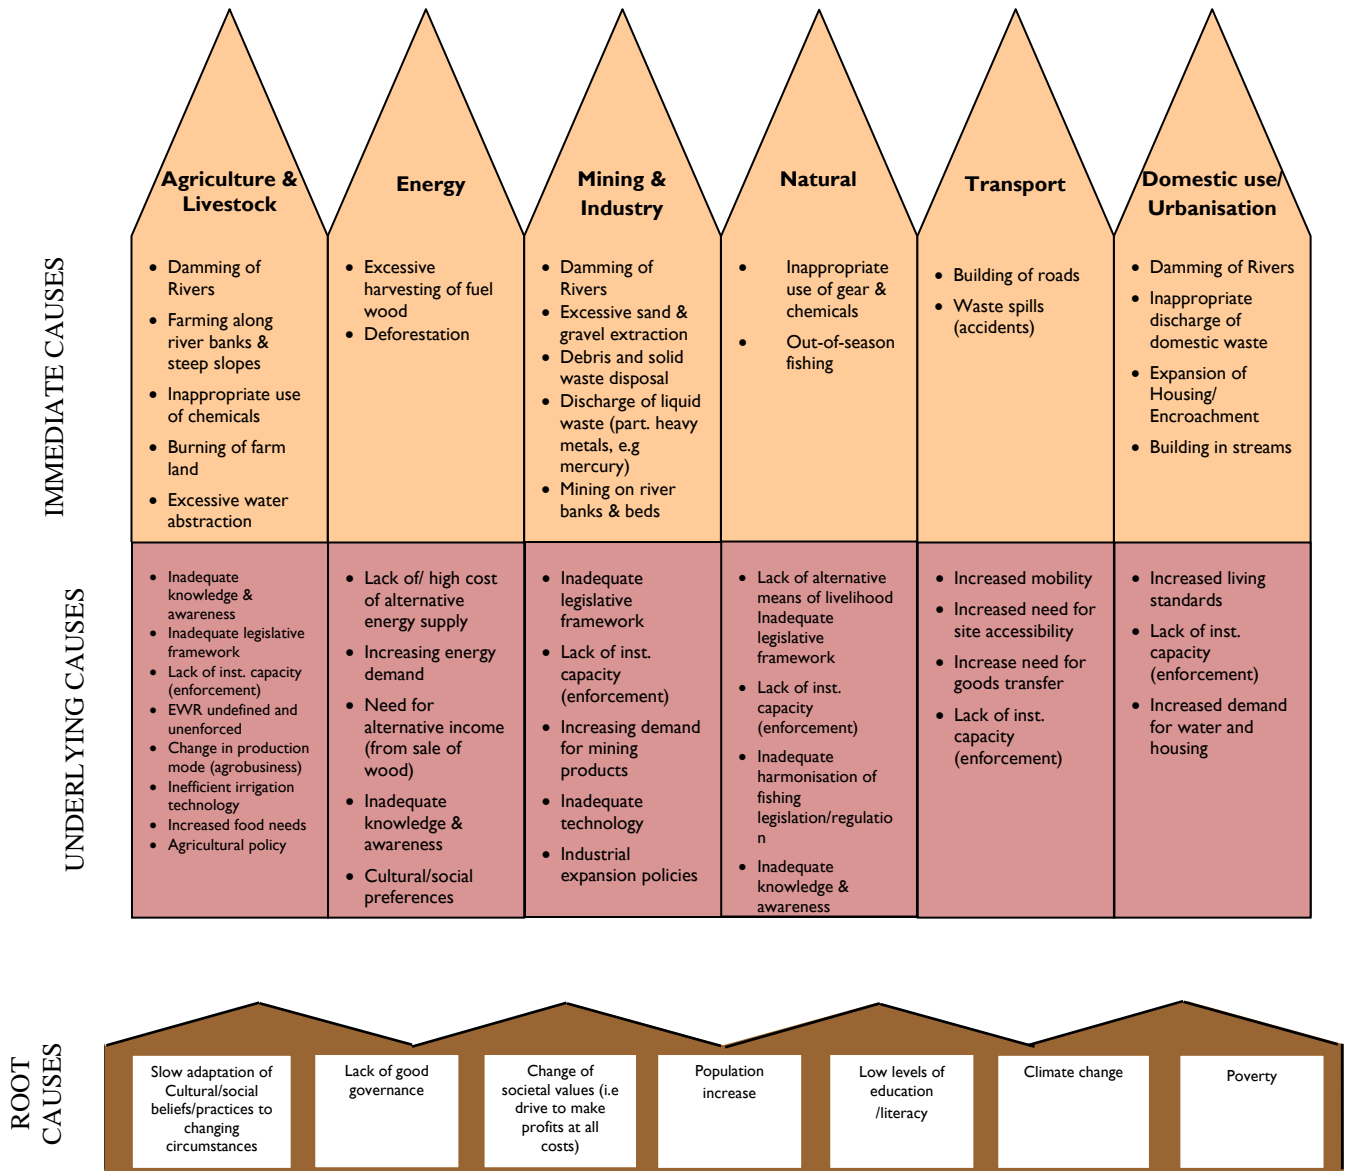 Agriculture &
Livestock
Energy
Mining &
Industry
Natural
Transport
Domestic use/
Urbanisation
IMMEDIATE CAUSES
• Damming of
Rivers
• Farming along
river banks &
steep slopes
• Inappropriate use
of chemicals
• Burning of farm
land
• Excessive water
abstraction
• Excessive
harvesting of fuel
wood
• Deforestation
• Damming of
Rivers
• Excessive sand &
gravel extraction
• Debris and solid
waste disposal
• Discharge of liquid
waste (part. heavy
metals, e.g
mercury)
• Mining on river
banks & beds
• Inappropriate
use of gear &
chemicals
• Out-of-season
fishing
• Building of roads
• Waste spills
(accidents)
• Damming of Rivers
• Inappropriate
discharge of
domestic waste
• Expansion of
Housing/
Encroachment
• Building in streams
UNDERLYING CAUSES
• Inadequate
knowledge &
awareness
• Inadequate legislative
framework
• Lack of inst. capacity
(enforcement)
• EWR undefined and
unenforced
• Change in production
mode (agrobusiness)
• Inefficient irrigation
technology
• Increased food needs
• Agricultural policy
• Lack of/ high cost
of alternative
energy supply
• Increasing energy
demand
• Need for
alternative income
(from sale of
wood)
• Inadequate
knowledge &
awareness
• Cultural/social
preferences
• Inadequate
legislative
framework
• Lack of inst.
capacity
(enforcement)
• Increasing demand
for mining
products
• Inadequate
technology
• Industrial
expansion policies
• Lack of alternative
means of livelihood
Inadequate
legislative
framework
• Lack of inst.
capacity
(enforcement)
• Inadequate
harmonisation of
fishing
legislation/regulatio
n
• Inadequate
knowledge &
awareness
• Increased mobility
• Increased need for
site accessibility
• Increase need for
goods transfer
• Lack of inst.
capacity
(enforcement)
• Increased living
standards
• Lack of inst.
capacity
(enforcement)
• Increased demand
for water and
housing
ROOT
CAUSES
Slow adaptation of
Cultural/social
beliefs/practices to
changing
circumstances
Lack of good
governance
Change of
societal values (i.e
drive to make
profits at all
costs)
Population
increase
Low levels of
education
/literacy
Climate change
Poverty